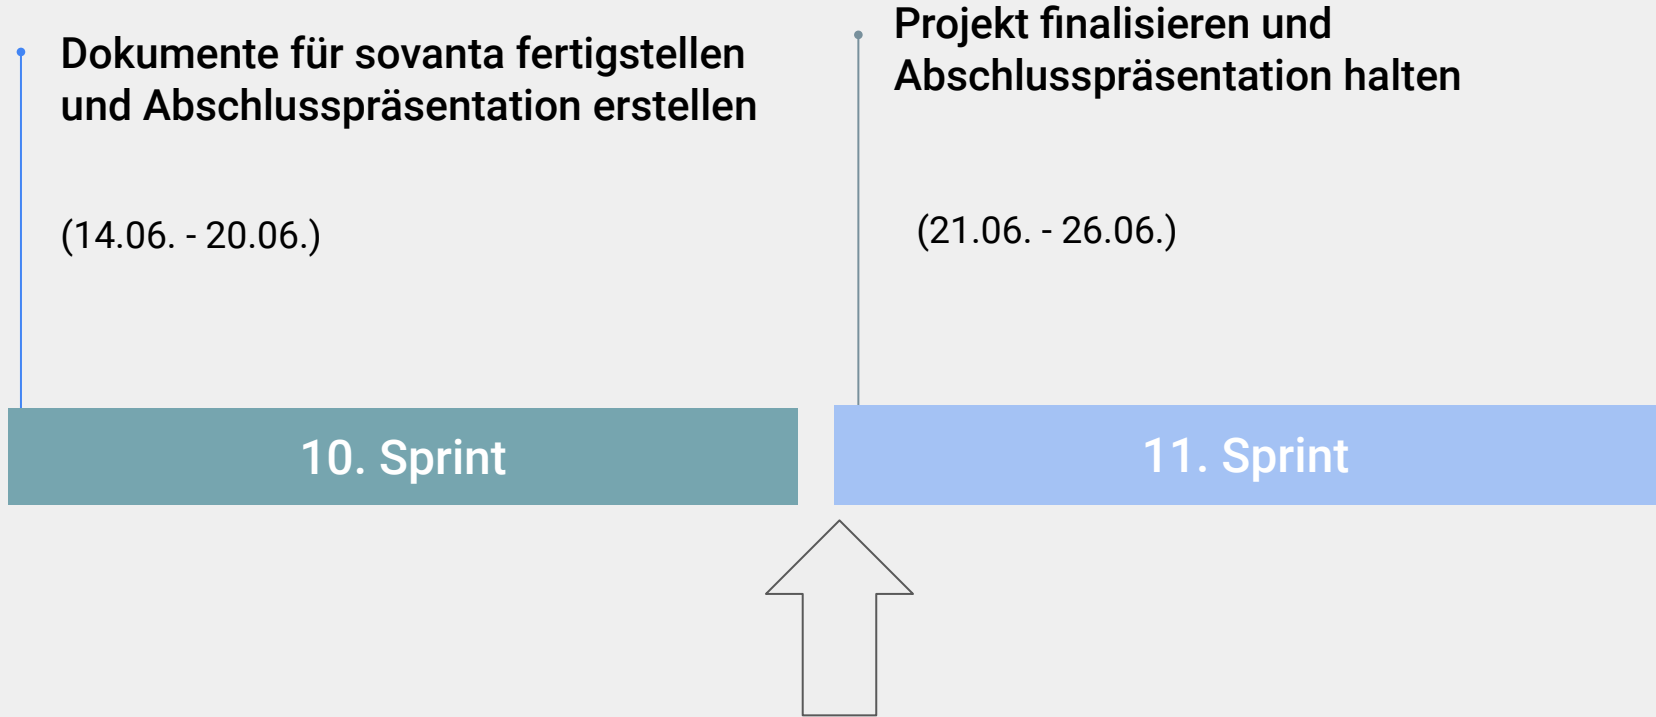 Dokumente für sovanta fertigstellen
und Abschlusspräsentation erstellen
(14.06. - 20.06.)
10. Sprint
Projekt finalisieren und
Abschlusspräsentation halten
(21.06. - 26.06.)
11. Sprint